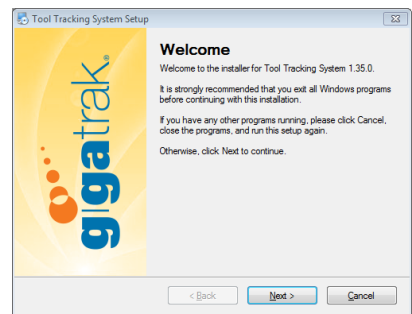 Tool Tracking System Setup
gigatrak®
Welcome
Welcome to the installer for Tool Tracking System 1.35.0.
It is strongly recommended that you exit all Windows programs
before continuing with this installation.
If you have any other programs running, please click Cancel,
close the programs, and run this setup again.
Otherwise, click Next to continue.
< Back
Next >
Cancel